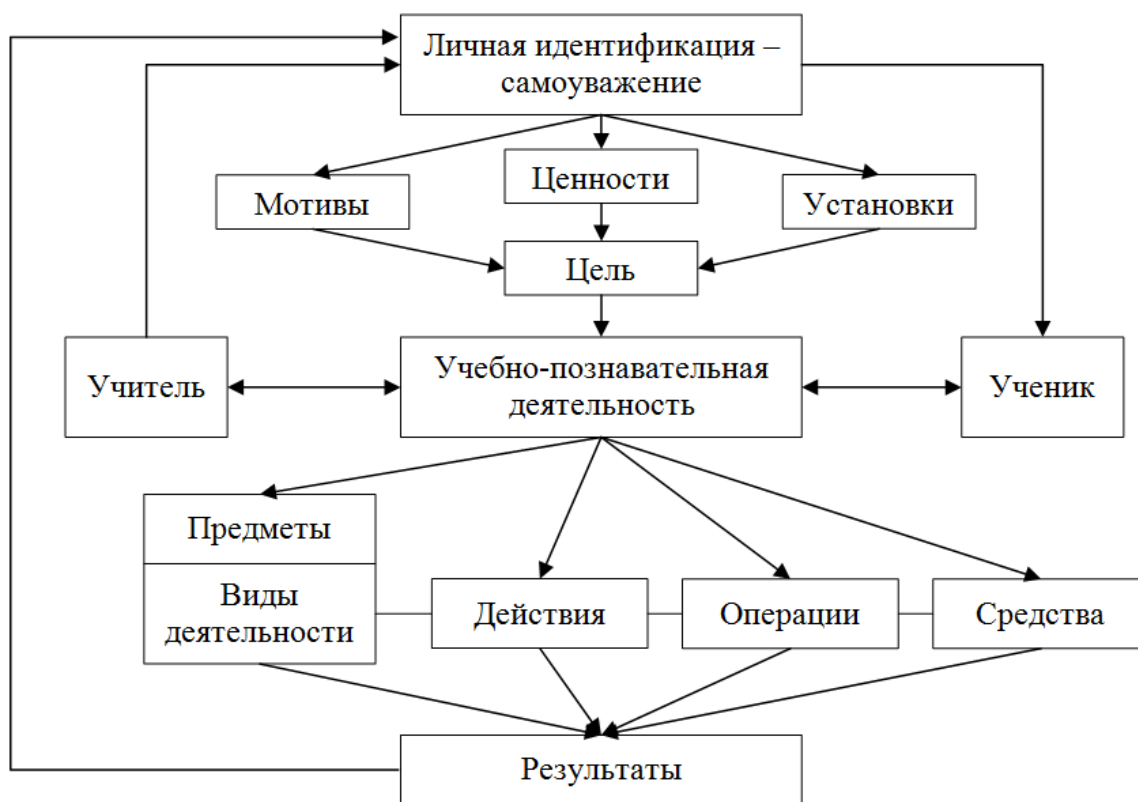 Личная идентификация –
самоуважение
Ценности
Мотивы
Установки
Цель
Учитель
Учебно-познавательная
деятельность
Ученик
Предметы
Виды
деятельности
Действия
Операции
Средства
Результаты